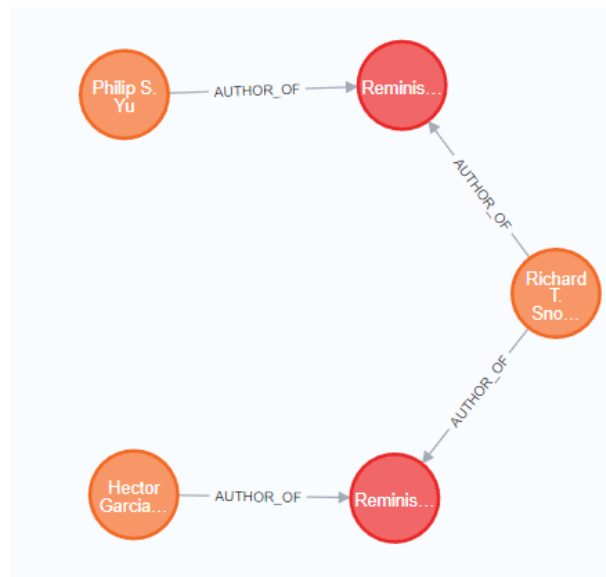 Philip S.
Yu
AUTHOR_OF
Reminis...
AUTHOR_OF
Richard
T.
Sno...
AUTHOR_OF
Hector
Garcia...
AUTHOR_OF
Reminis...